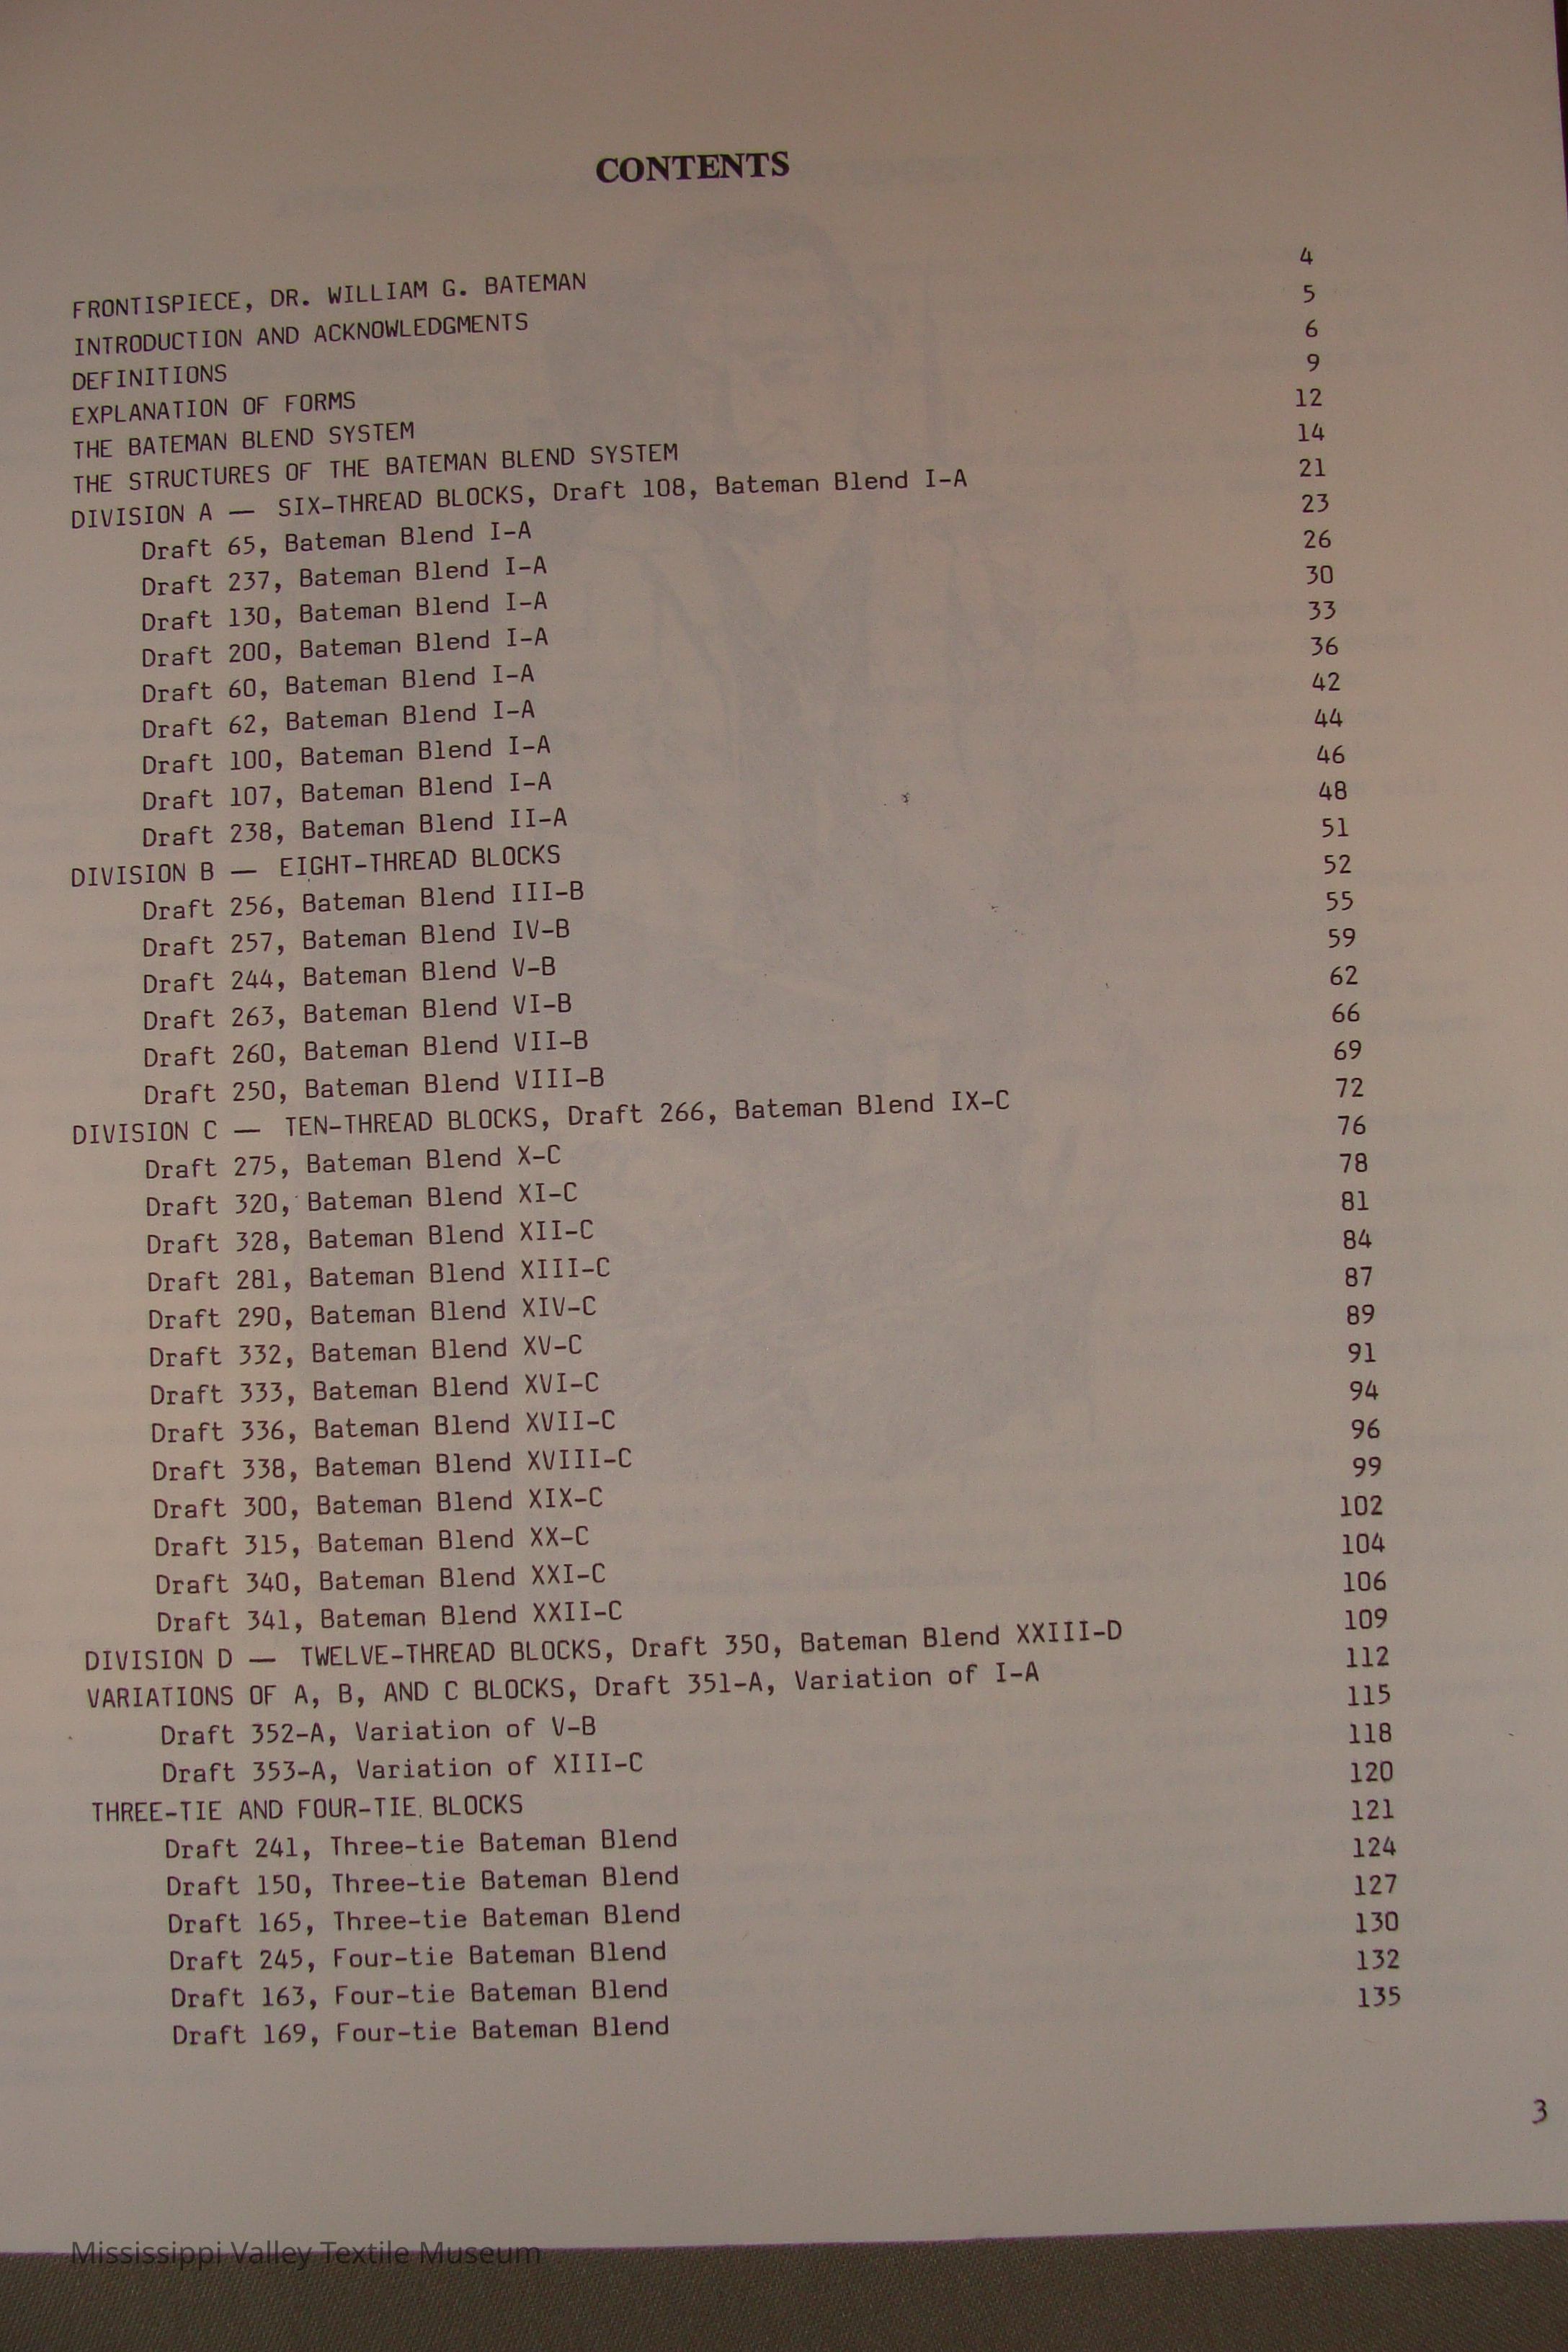 CONTENTS
FRONTISPIECE, DR. WILLIAM G. BATEMAN 4
INTRODUCTION AND ACKNOWLEDGMENTS 5
DEFINITIONS 6
EXPLANATION OF FORMS 9
THE BATEMAN BLEND SYSTEM 12
THE STRUCTURES OF THE BATEMAN BLEND SYSTEM 14
DIVISION A — SIX-THREAD BLOCKS, Draft 108, Bateman Blend I-A 21
Draft 65, Bateman Blend I-A 23
Draft 237, Bateman Blend I-A 26
Draft 130, Bateman Blend I-A 30
Draft 200, Bateman Blend I-A 33
Draft 60, Bateman Blend I-A 36
Draft 62, Bateman Blend I-A 42
Draft 100, Bateman Blend I-A 44
Draft 107, Bateman Blend I-A 46
Draft 238, Bateman Blend II-A 48
DIVISION B — EIGHT-THREAD BLOCKS 51
Draft 256, Bateman Blend III-B 52
Draft 257, Bateman Blend IV-B 55
Draft 244, Bateman Blend V-B 59
Draft 263, Bateman Blend VI-B 62
Draft 260, Bateman Blend VII-B 66
Draft 250, Bateman Blend VIII-B 69
DIVISION C — TEN-THREAD BLOCKS, Draft 266, Bateman Blend IX-C 72
Draft 275, Bateman Blend X-C 76
Draft 320, Bateman Blend XI-C 78
Draft 328, Bateman Blend XII-C 81
Draft 281, Bateman Blend XIII-C 84
Draft 290, Bateman Blend XIV-C 87
Draft 332, Bateman Blend XV-C 89
Draft 333, Bateman Blend XVI-C 91
Draft 336, Bateman Blend XVII-C 94
Draft 338, Bateman Blend XVIII-C 96
Draft 300, Bateman Blend XIX-C 99
Draft 315, Bateman Blend XX-C 102
Draft 340, Bateman Blend XXI-C 104
Draft 341, Bateman Blend XXII-C 106
DIVISION D — TWELVE-THREAD BLOCKS, Draft 350, Bateman Blend XXIII-D 109
VARIATIONS OF A, B, AND C BLOCKS, Draft 351-A, Variation of I-A 112
Draft 352-A, Variation of V-B 115
Draft 353-A, Variation of XIII-C 118
THREE-TIE AND FOUR-TIE BLOCKS 120
Draft 241, Three-tie Bateman Blend 121
Draft 150, Three-tie Bateman Blend 124
Draft 165, Three-tie Bateman Blend 127
Draft 245, Four-tie Bateman Blend 130
Draft 163, Four-tie Bateman Blend 132
Draft 169, Four-tie Bateman Blend 135
3
Mississippi Valley Textile Museum